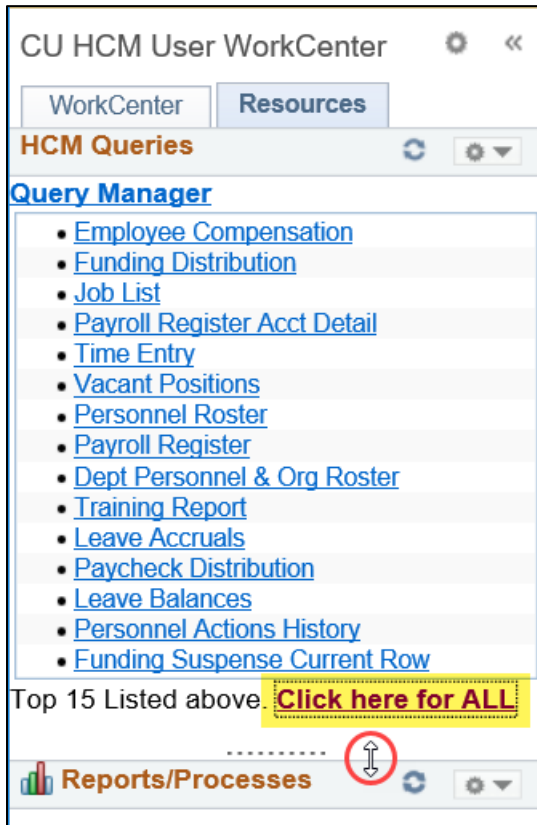 CU HCM User WorkCenter
WorkCenter
Resources
HCM Queries
Query Manager
Employee Compensation
Funding Distribution
Job List
Payroll Register Acct Detail
Time Entry
Vacant Positions
Personnel Roster
Payroll Register
Dept Personnel & Org Roster
Training Report
Leave Accruals
Paycheck Distribution
Leave Balances
Personnel Actions History
Funding Suspense Current Row
Top 15 Listed above. Click here for ALL
Reports/Processes